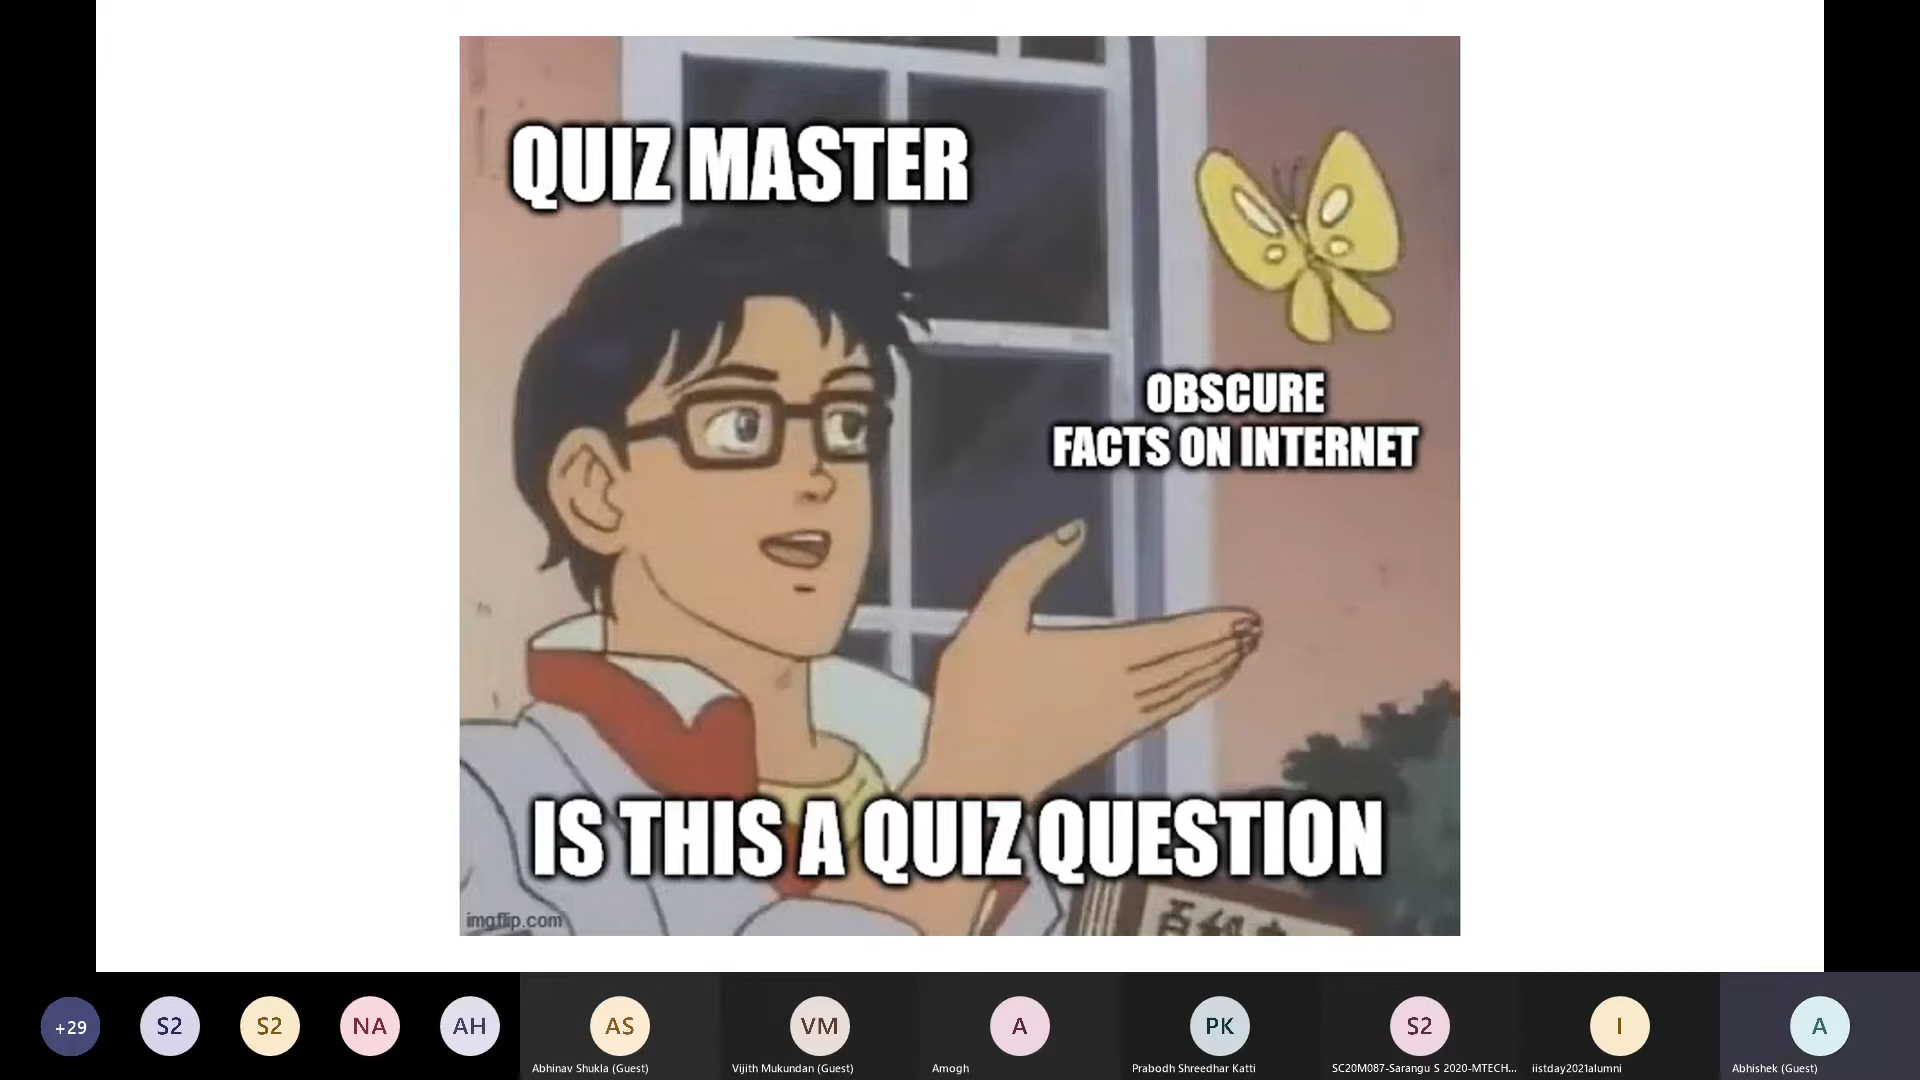 QUIZ MASTER
OBSCURE
FACTS ON INTERNET
IS THIS A QUIZ QUESTION
imgflip.com
+29
S2
S2
NA
AH
AS
VM
A
PK
S2
I
A
Abhinav Shukla (Guest)
Vijith Mukundan (Guest)
Amogh
Prabodh Shreedhar Katti
SC20M087-Sarangu S 2020-MTECH...
iistday2021alumni
Abhishek (Guest)